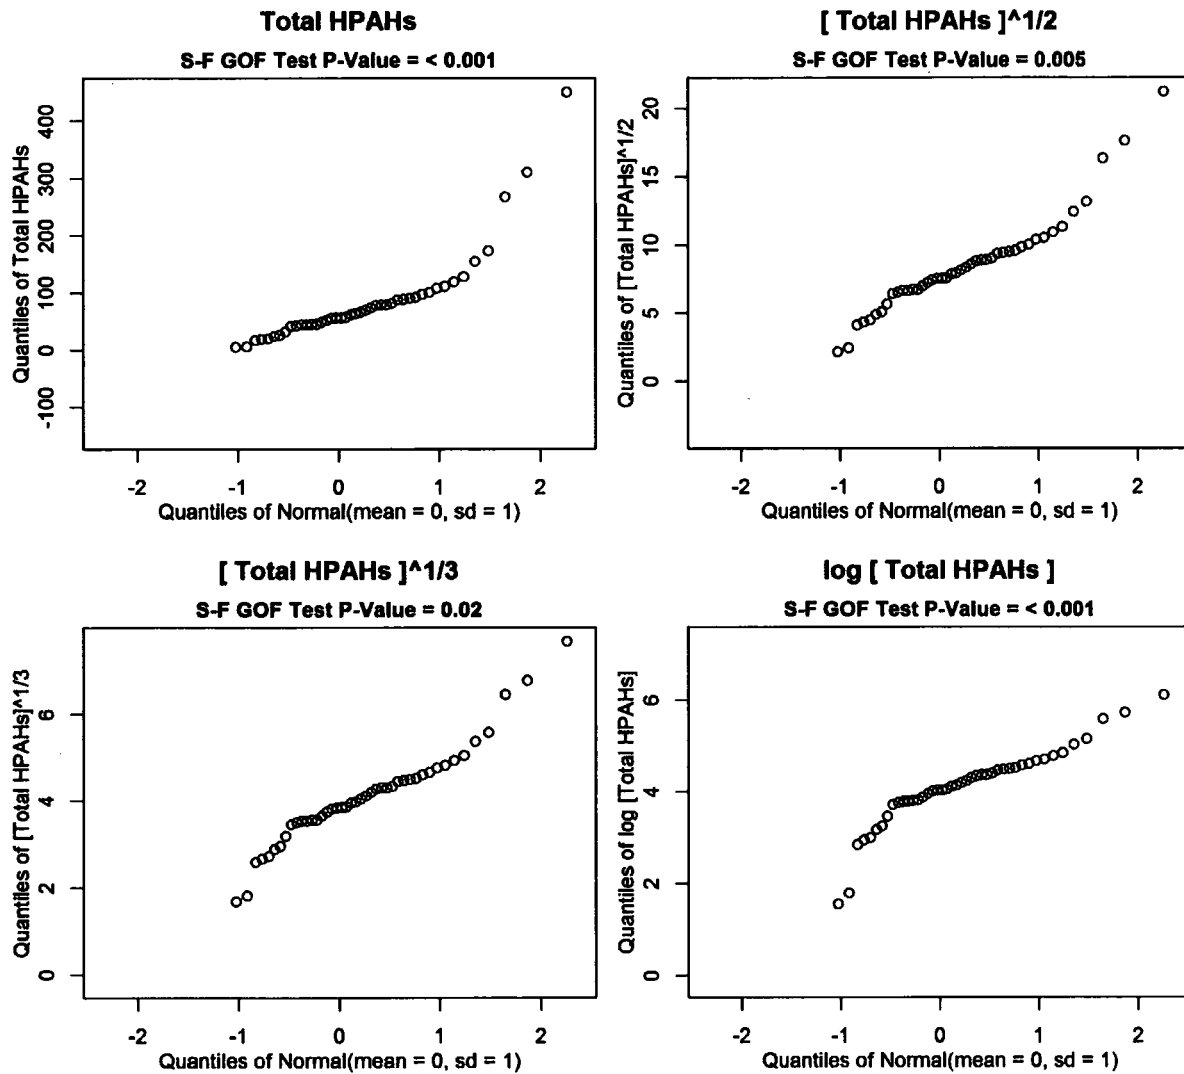 Total HPAHs
S-F GOF Test P-Value = < 0.001
Quantiles of Total HPAHs
400
300
200
100
0
-100
-2 -1 0 1 2
Quantiles of Normal(mean = 0, sd = 1)
[ Total HPAHs ]^1/2
S-F GOF Test P-Value = 0.005
Quantiles of [Total HPAHs]^1/2
20
15
10
5
0
-2 -1 0 1 2
Quantiles of Normal(mean = 0, sd = 1)
[ Total HPAHs ]^1/3
S-F GOF Test P-Value = 0.02
Quantiles of [Total HPAHs]^1/3
6
4
2
0
-2 -1 0 1 2
Quantiles of Normal(mean = 0, sd = 1)
log [ Total HPAHs ]
S-F GOF Test P-Value = < 0.001
Quantiles of log [Total HPAHs]
6
4
2
0
-2 -1 0 1 2
Quantiles of Normal(mean = 0, sd = 1)